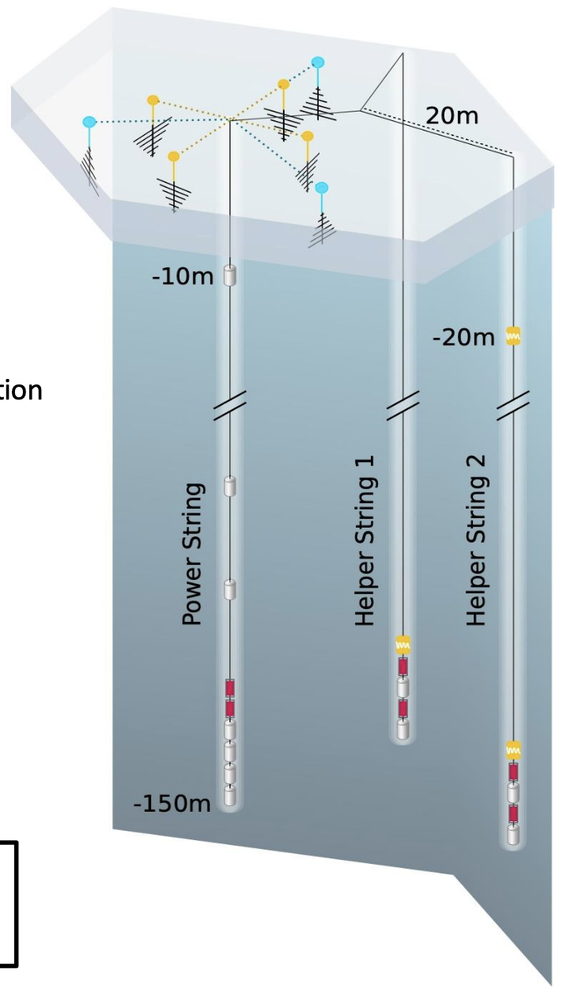 20m
-10m
-20m
tion
Power String
Helper String 1
Helper String 2
-150m